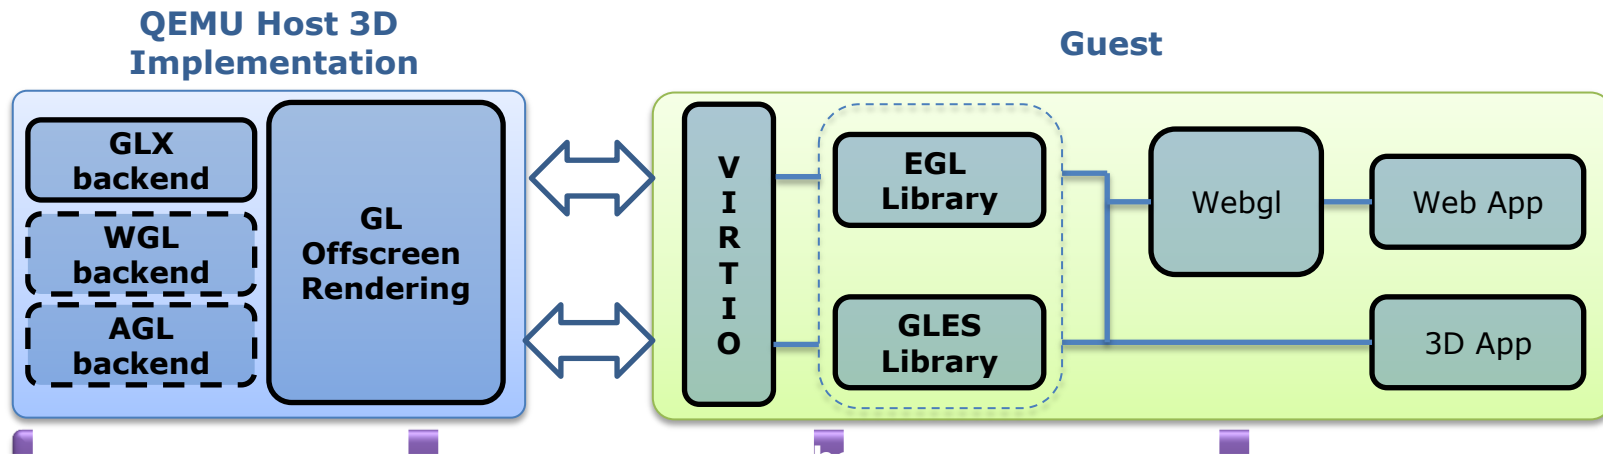 QEMU Host 3D
Implementation
Guest
GLX
backend
WGL
backend
AGL
backend
GL
Offscreen
Rendering
V
I
R
T
I
O
EGL
Library
GLES
Library
Webgl
Web App
3D App